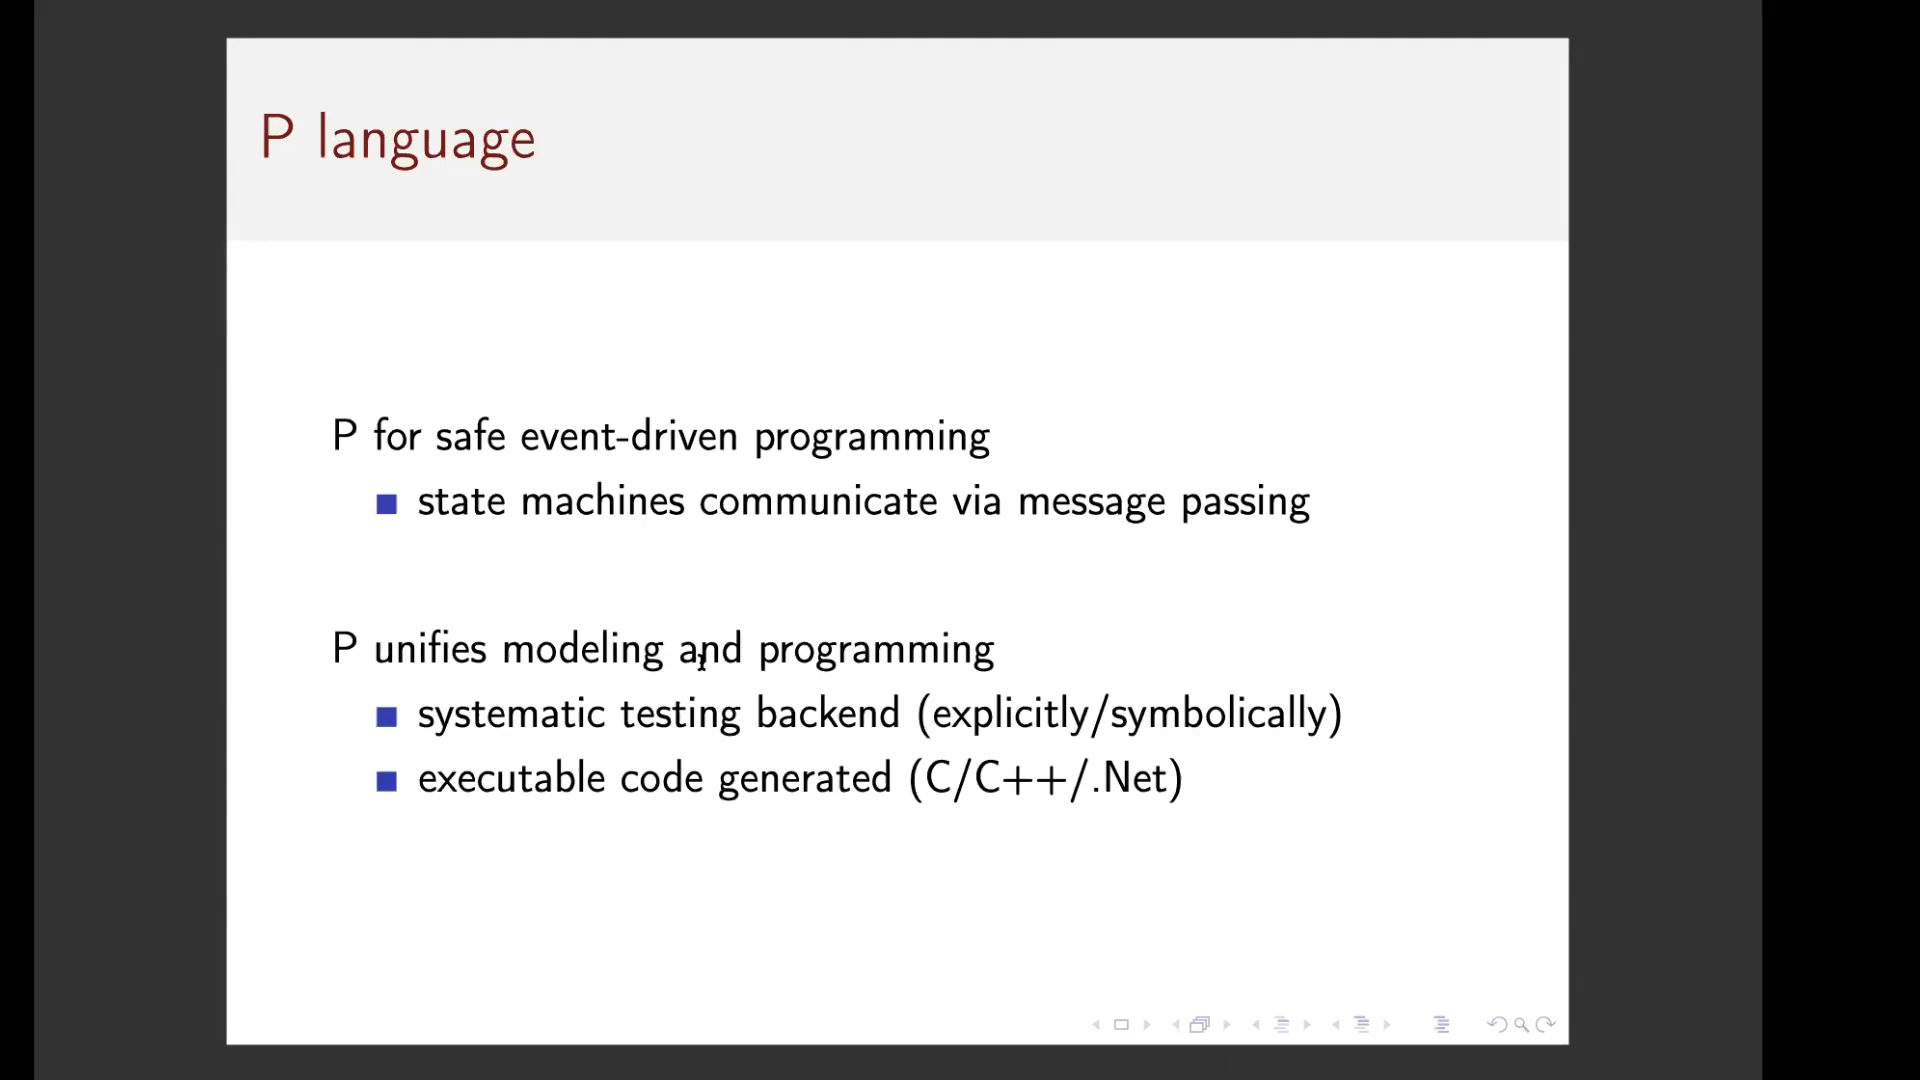 P language
P for safe event-driven programming
state machines communicate via message passing
P unifies modeling and programming
systematic testing backend (explicitly/symbolically)
executable code generated (C/C++/.Net)